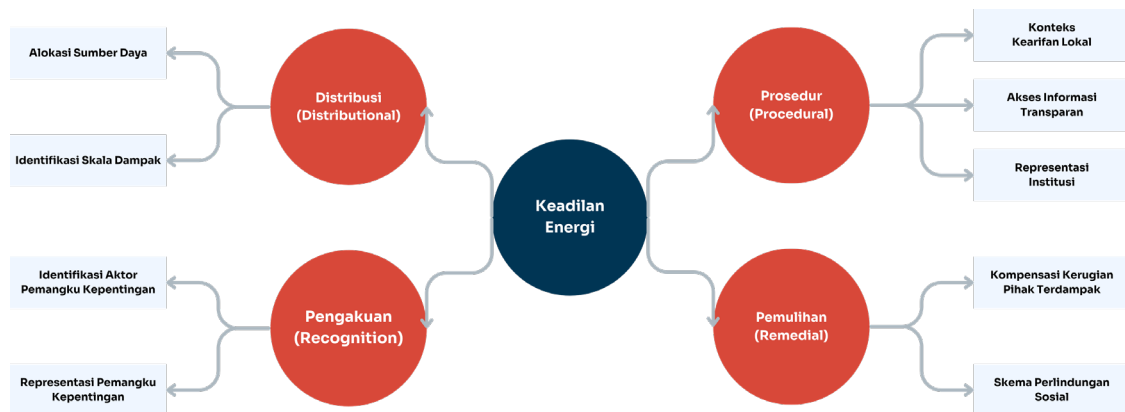 Keadilan
Energi
Distribusi
(Distributional)
Alokasi Sumber Daya
Identifikasi Skala Dampak
Pengakuan
(Recognition)
Identifikasi Aktor
Pemangku Kepentingan
Representasi Pemangku
Kepentingan
Prosedur
(Procedural)
Konteks
Kearifan Lokal
Akses Informasi
Transparan
Representasi
Institusi
Pemulihan
(Remedial)
Kompensasi Kerugian
Pihak Terdampak
Skema Perlindungan
Sosial